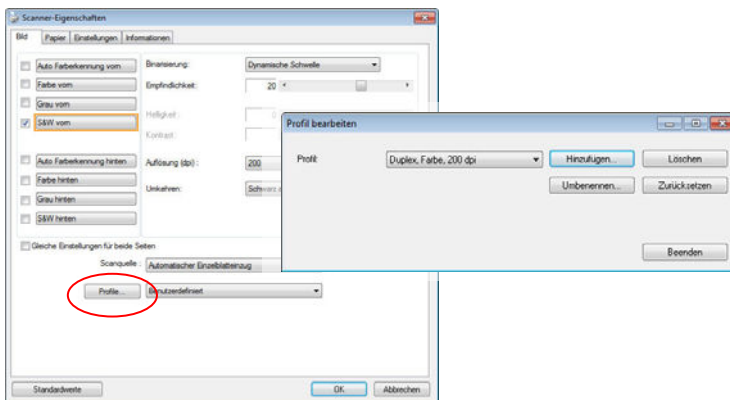 Scanner-Eigenschaften
Bild Papier Einstellungen Informationen
Auto Farberkennung vorn
Farbe vorn
Grau vorn
S&W vorn
Auto Farberkennung hinten
Farbe hinten
Grau hinten
S&W hinten
Binarisierung: Dynamische Schwelle
Empfindlichkeit: 20
Helligkeit:
Kontrast:
Auflösung (dpi) : 200
Umkehren: Schwarz
Gleiche Einstellungen für beide Seiten
Scanquelle : Automatischer Einzelblatteinzug
Profile... Benutzerdefiniert
Standardwerte OK Abbrechen
Profil bearbeiten
Profil: Duplex, Farbe, 200 dpi Hinzufügen... Löschen
Umbenennen... Zurücksetzen
Beenden